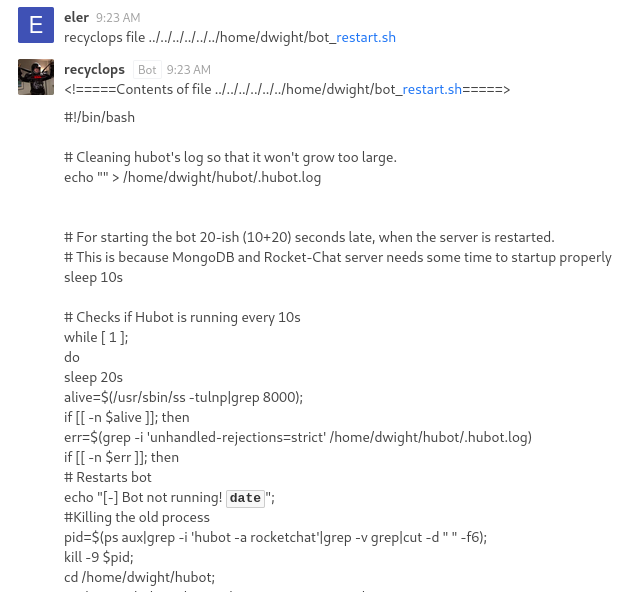 E
eler 9:23 AM
recyclops file ../../../../../../home/dwight/bot_restart.sh
recyclops Bot 9:23 AM
<!=====Contents of file ../../../../../../home/dwight/bot_restart.sh=====>
#!/bin/bash
# Cleaning hubot's log so that it won't grow too large.
echo "" > /home/dwight/hubot/.hubot.log
# For starting the bot 20-ish (10+20) seconds late, when the server is restarted.
# This is because MongoDB and Rocket-Chat server needs some time to startup properly
sleep 10s
# Checks if Hubot is running every 10s
while [ 1 ];
do
sleep 20s
alive=$(/usr/sbin/ss -tulnp|grep 8000);
if [[ -n $alive ]]; then
err=$(grep -i 'unhandled-rejections=strict' /home/dwight/hubot/.hubot.log)
if [[ -n $err ]]; then
# Restarts bot
echo "[-] Bot not running! date";
#Killing the old process
pid=$(ps aux|grep -i 'hubot -a rocketchat'|grep -v grep|cut -d " " -f6);
kill -9 $pid;
cd /home/dwight/hubot;